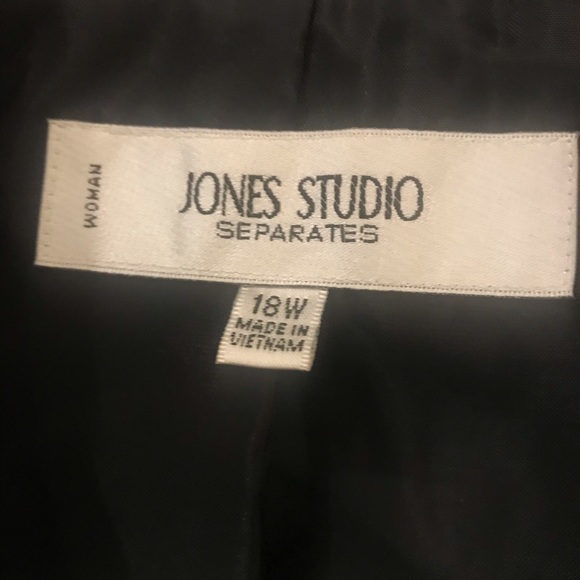 WOMAN
JONES STUDIO
SEPARATES
18W
MADE IN
VIETNAM